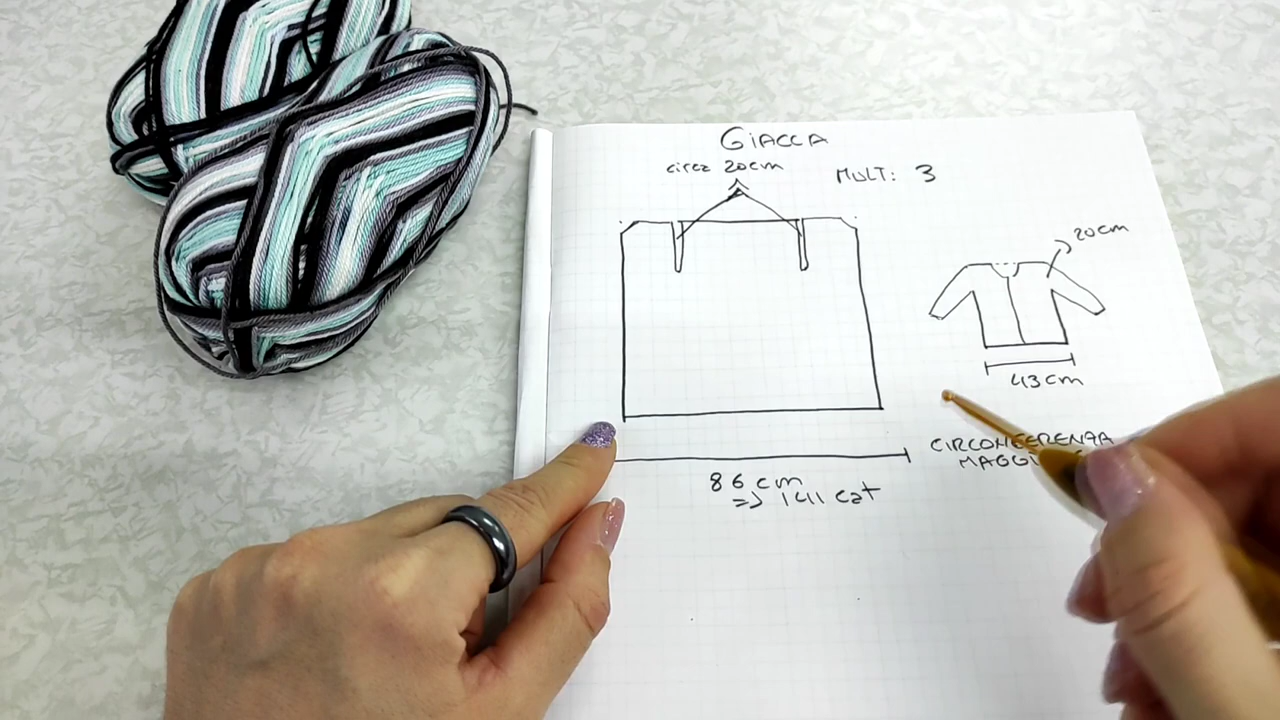 GIACCA
circa 20cm
MULT: 3
20cm
43cm
CIRCONFERENZA
86 cm
=> 141 cat